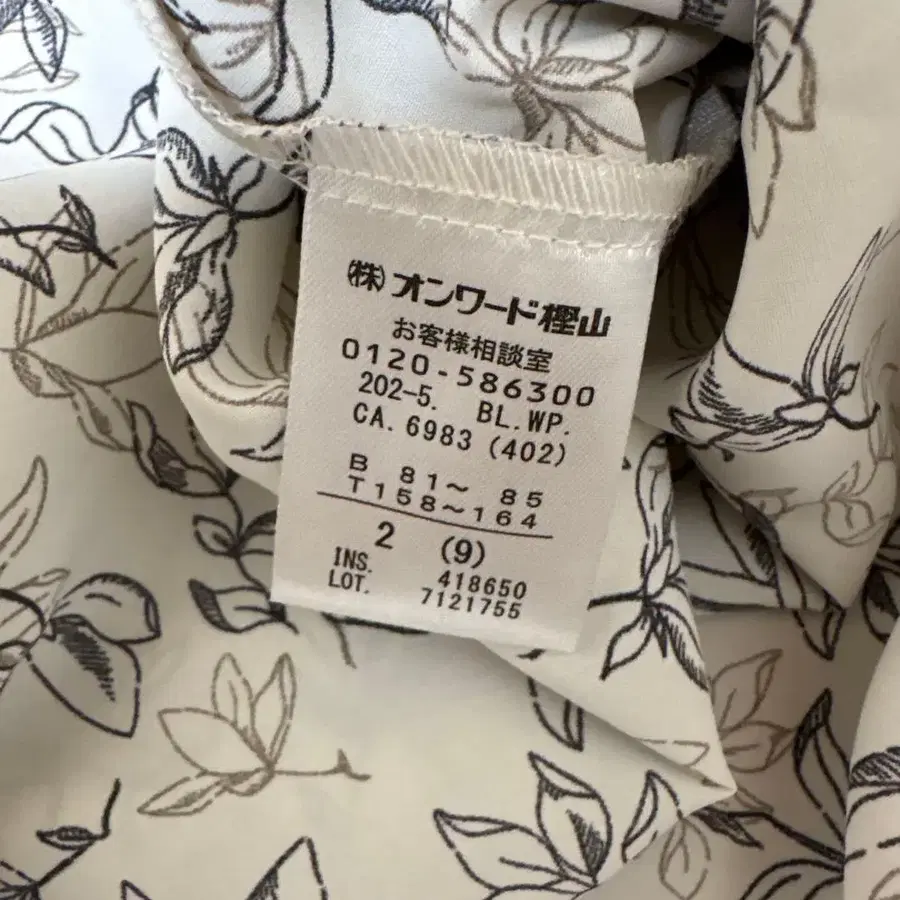 (株)オンワード樫山
お客様相談室
0120-586300
202-5. BL.WP.
CA. 6983 (402)
B 81～ 85
T158～164
2 (9)
INS. 418650
LOT. 7121755